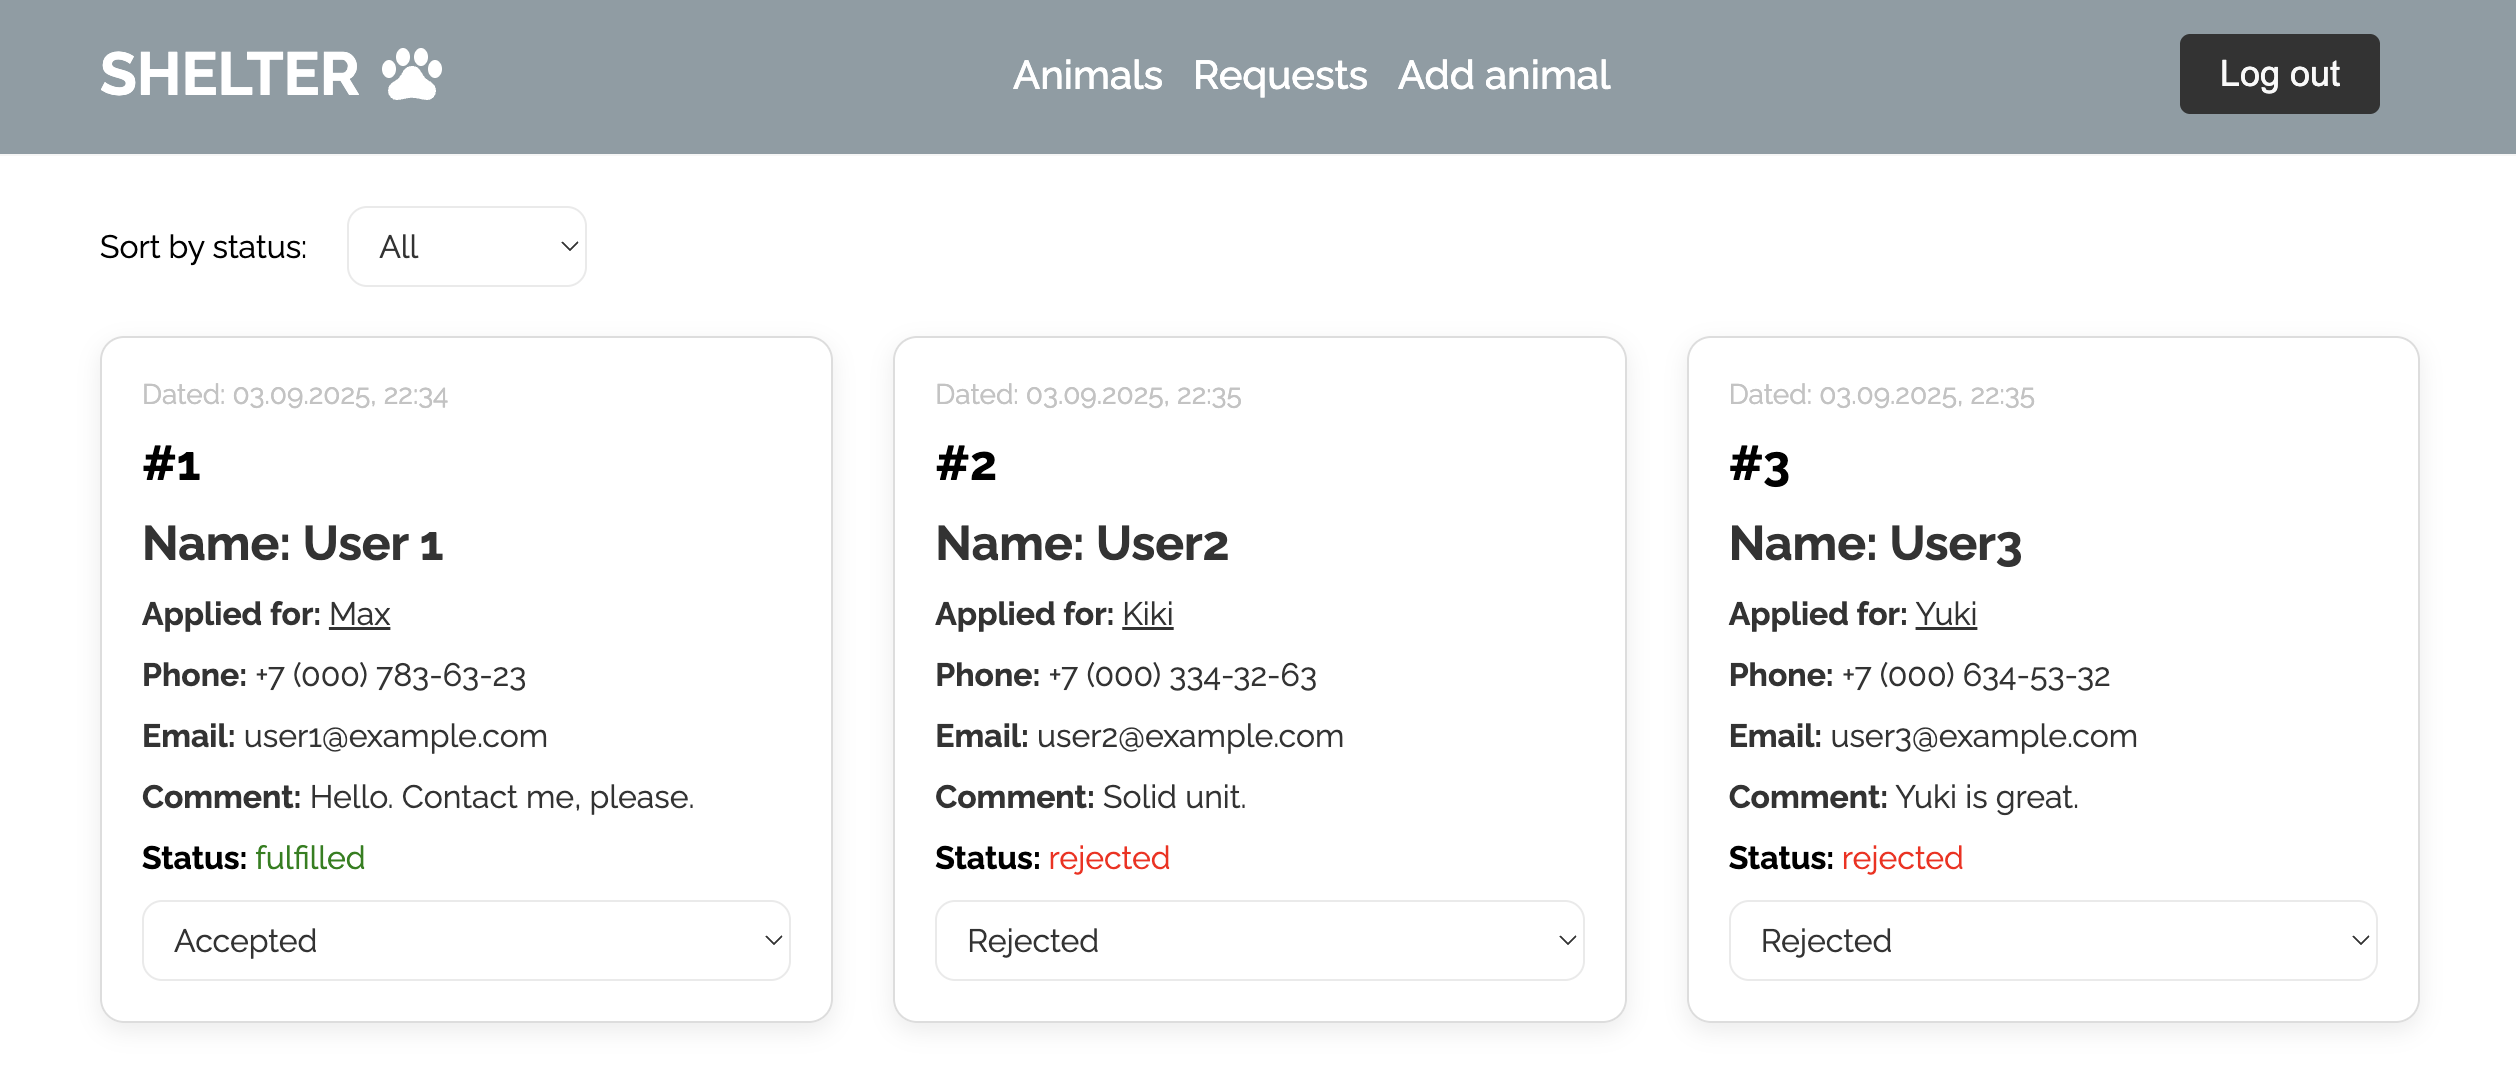 SHELTER
Animals Requests Add animal
Log out
Sort by status: All
Dated: 03.09.2025, 22:34
#1
Name: User 1
Applied for: Max
Phone: +7 (000) 783-63-23
Email: user1@example.com
Comment: Hello. Contact me, please.
Status: fulfilled
Accepted
Dated: 03.09.2025, 22:35
#2
Name: User2
Applied for: Kiki
Phone: +7 (000) 334-32-63
Email: user2@example.com
Comment: Solid unit.
Status: rejected
Rejected
Dated: 03.09.2025, 22:35
#3
Name: User3
Applied for: Yuki
Phone: +7 (000) 634-53-32
Email: user3@example.com
Comment: Yuki is great.
Status: rejected
Rejected